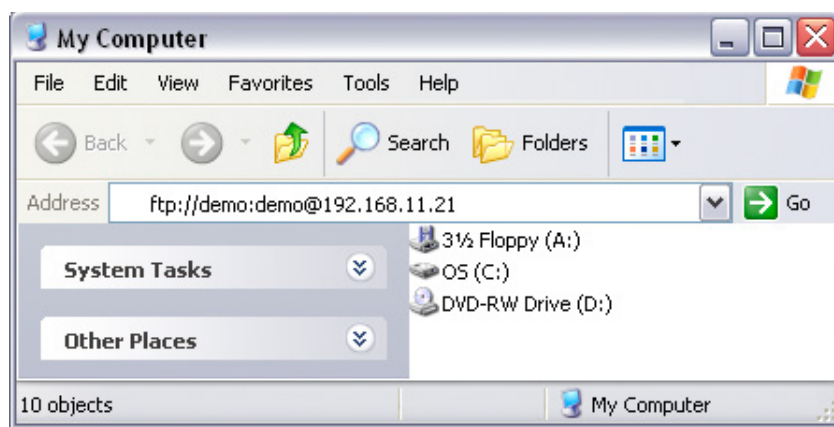 My Computer
File Edit View Favorites Tools Help
Back Search Folders
Address ftp://demo:demo@192.168.11.21 Go
System Tasks
Other Places
3½ Floppy (A:)
OS (C:)
DVD-RW Drive (D:)
10 objects My Computer